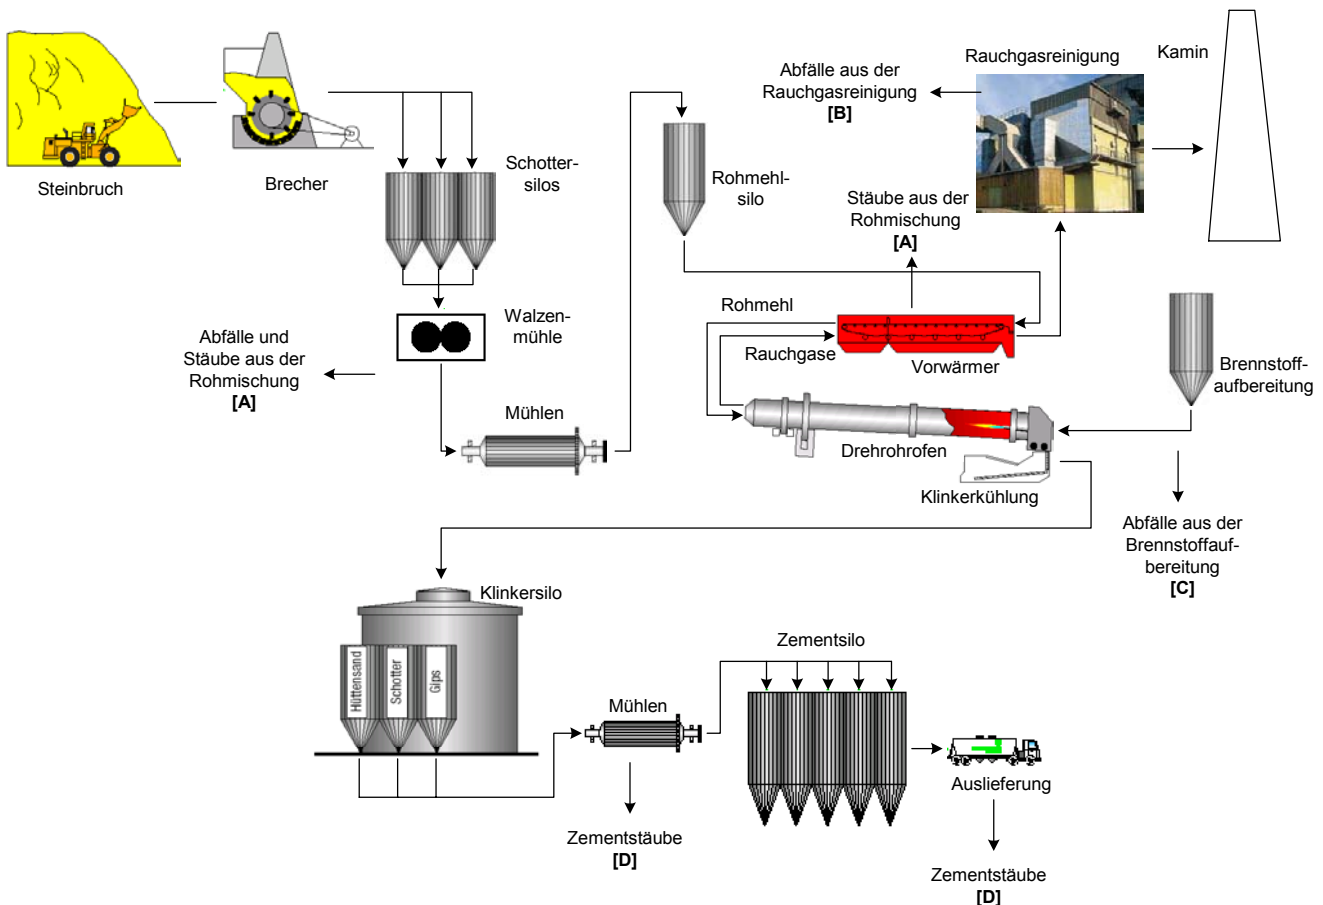 Steinbruch
Brecher
Schotter-
silos
Walzen-
mühle
Abfälle und
Stäube aus der
Rohmischung
[A]
Mühlen
Rohmehl-
silo
Abfälle aus der
Rauchgasreinigung
[B]
Rauchgasreinigung
Kamin
Stäube aus der
Rohmischung
[A]
Rohmehl
Rauchgase
Vorwärmer
Drehrohrofen
Klinkerkühlung
Brennstoff-
aufbereitung
Abfälle aus der
Brennstoffauf-
bereitung
[C]
Klinkersilo
Hüttensand
Schotter
Gips
Mühlen
Zementstäube
[D]
Zementsilo
Auslieferung
Zementstäube
[D]